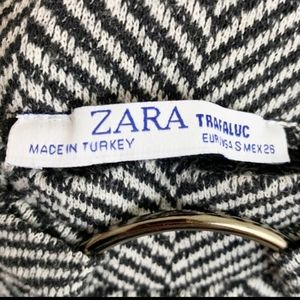 ZARA TRAFALUC
MADE IN TURKEY EUR S USA S MEX 26